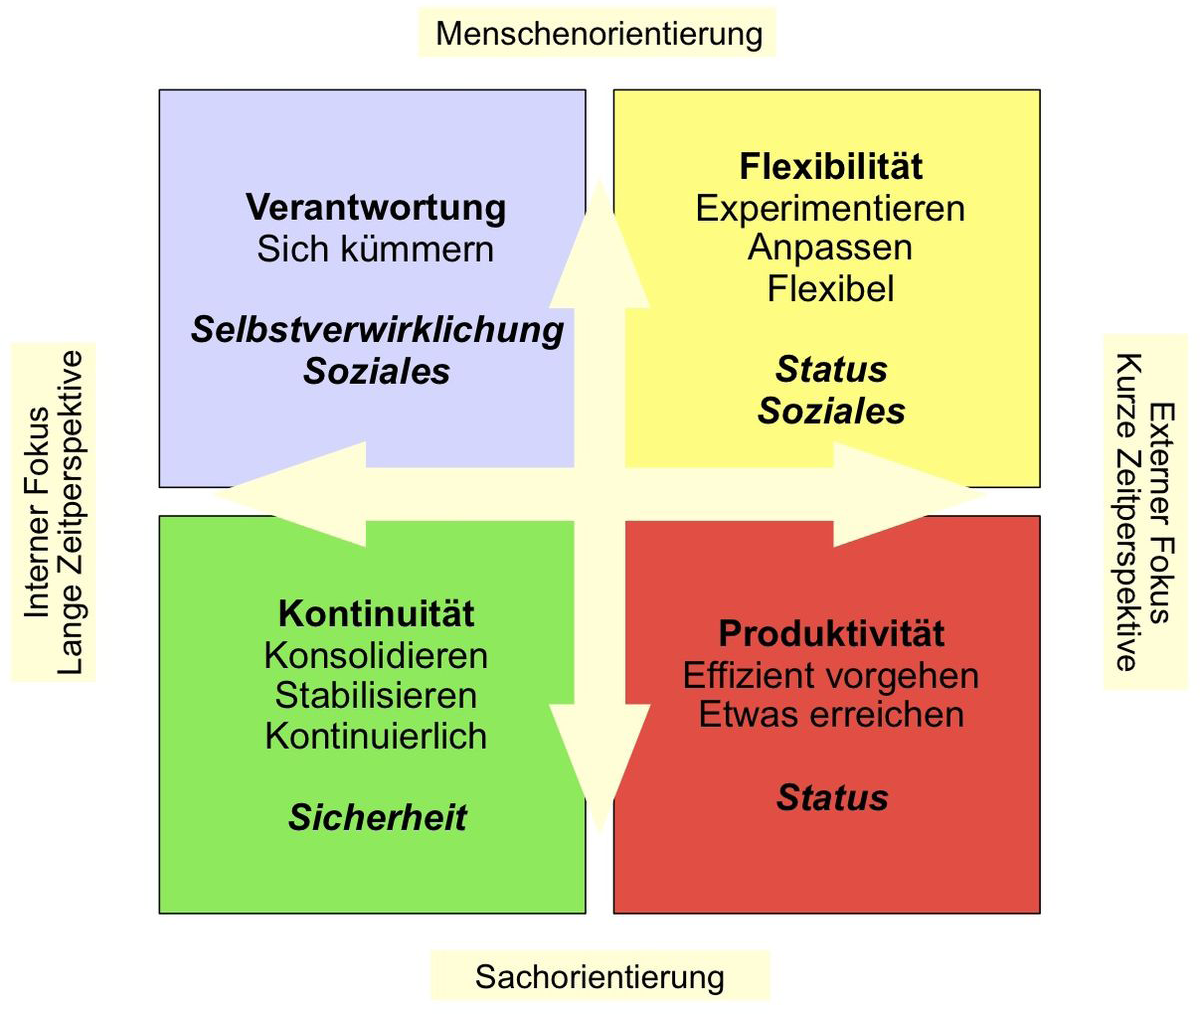 Menschenorientierung
Verantwortung
Sich kümmern
Selbstverwirklichung
Soziales
Flexibilität
Experimentieren
Anpassen
Flexibel
Status
Soziales
Interner Fokus
Lange Zeitperspektive
Externer Fokus
Kurze Zeitperspektive
Kontinuität
Konsolidieren
Stabilisieren
Kontinuierlich
Sicherheit
Produktivität
Effizient vorgehen
Etwas erreichen
Status
Sachorientierung